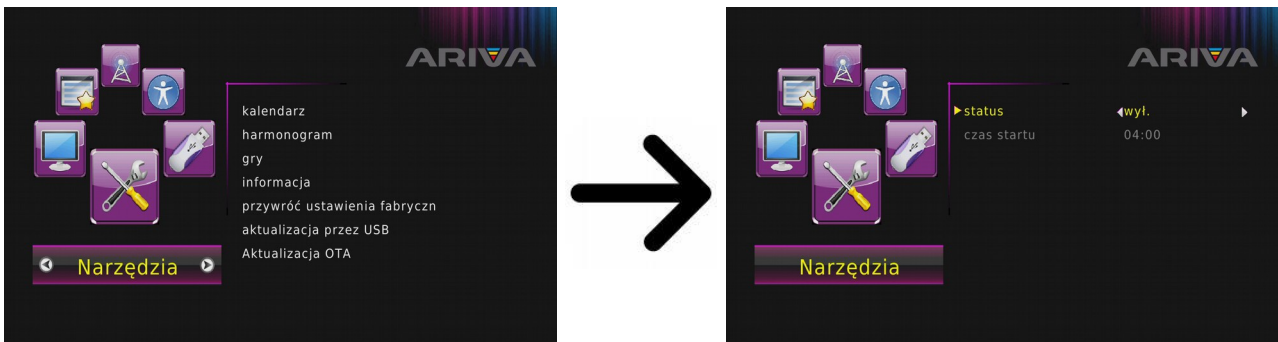 ARIVA
kalendarz
harmonogram
gry
informacja
przywróć ustawienia fabryczn
aktualizacja przez USB
Aktualizacja OTA
Narzędzia
ARIVA
status wył.
czas startu 04:00
Narzędzia